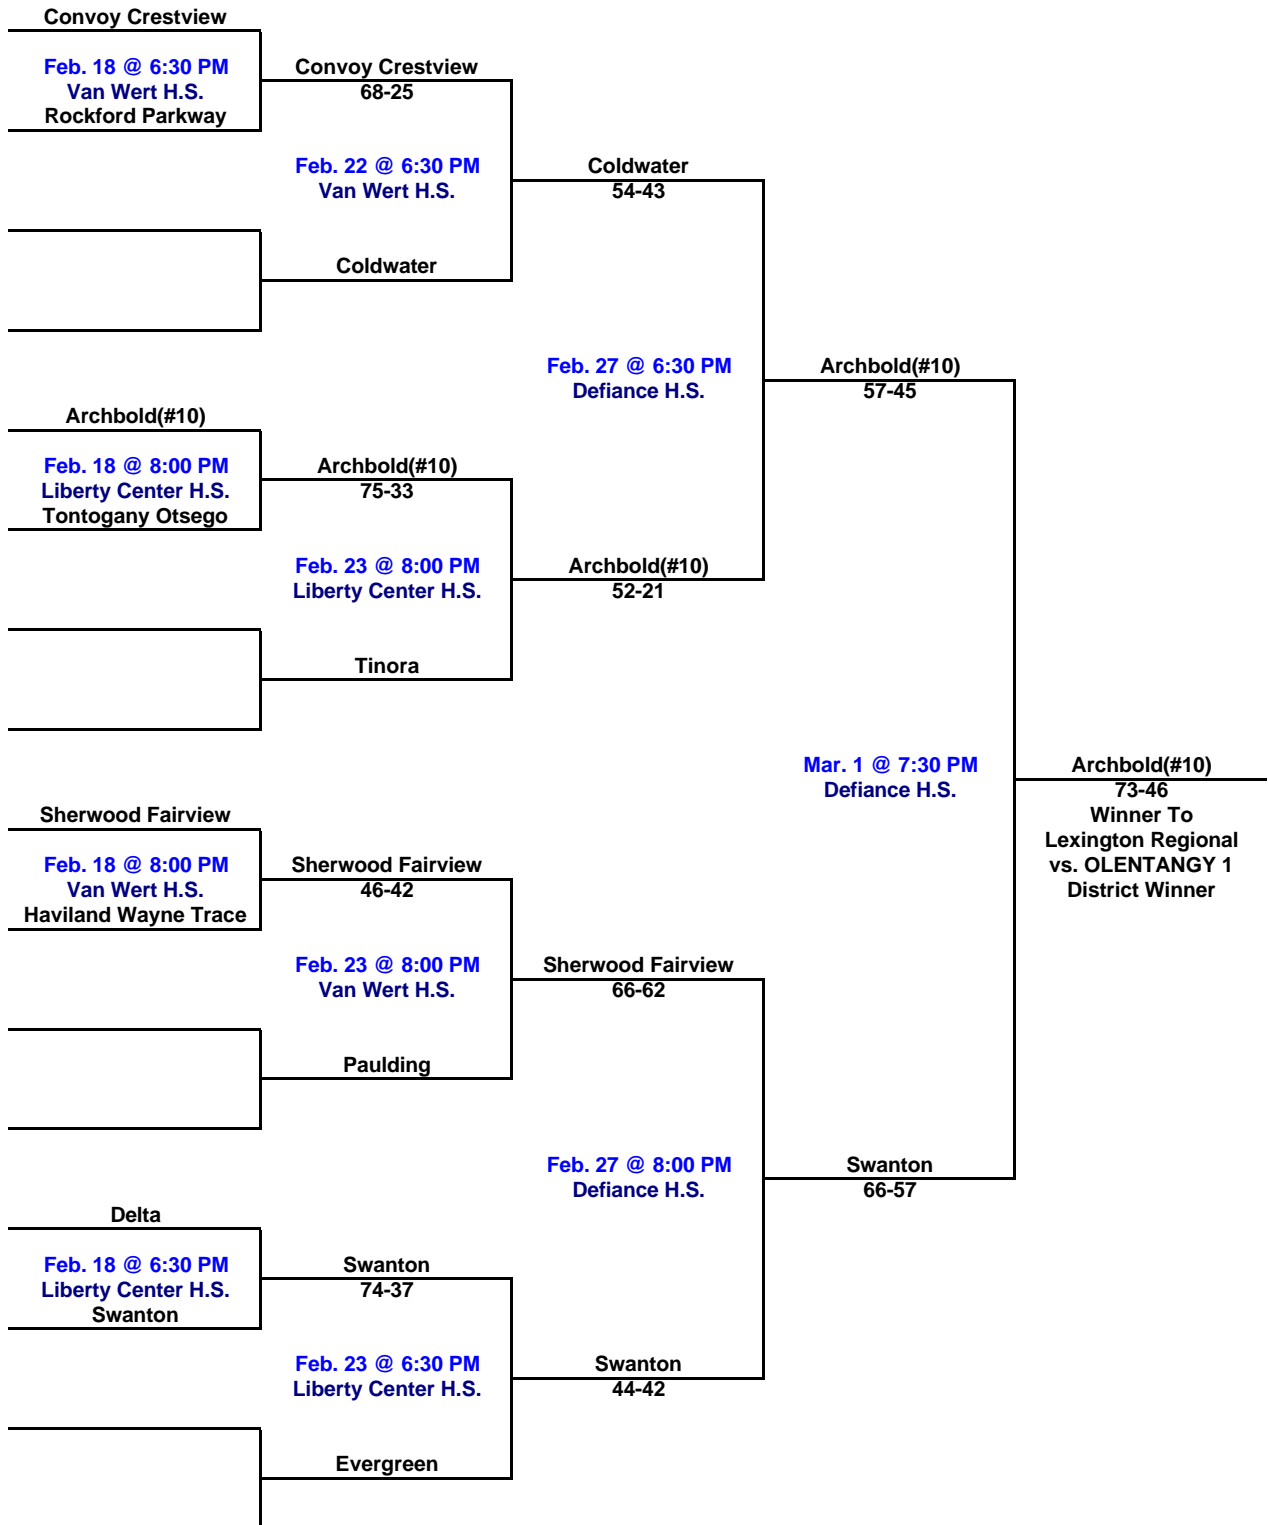 Convoy Crestview
Feb. 18 @ 6:30 PM
Van Wert H.S.
Rockford Parkway
Convoy Crestview
68-25
Feb. 22 @ 6:30 PM
Van Wert H.S.
Coldwater
Coldwater
54-43
Feb. 27 @ 6:30 PM
Defiance H.S.
Archbold(#10)
57-45
Archbold(#10)
Feb. 18 @ 8:00 PM
Liberty Center H.S.
Tontogany Otsego
Archbold(#10)
75-33
Feb. 23 @ 8:00 PM
Liberty Center H.S.
Archbold(#10)
52-21
Tinora
Mar. 1 @ 7:30 PM
Defiance H.S.
Archbold(#10)
73-46
Winner To
Lexington Regional
vs. OLENTANGY 1
District Winner
Sherwood Fairview
Feb. 18 @ 8:00 PM
Van Wert H.S.
Haviland Wayne Trace
Sherwood Fairview
46-42
Feb. 23 @ 8:00 PM
Van Wert H.S.
Sherwood Fairview
66-62
Paulding
Feb. 27 @ 8:00 PM
Defiance H.S.
Swanton
66-57
Delta
Feb. 18 @ 6:30 PM
Liberty Center H.S.
Swanton
Swanton
74-37
Feb. 23 @ 6:30 PM
Liberty Center H.S.
Swanton
44-42
Evergreen